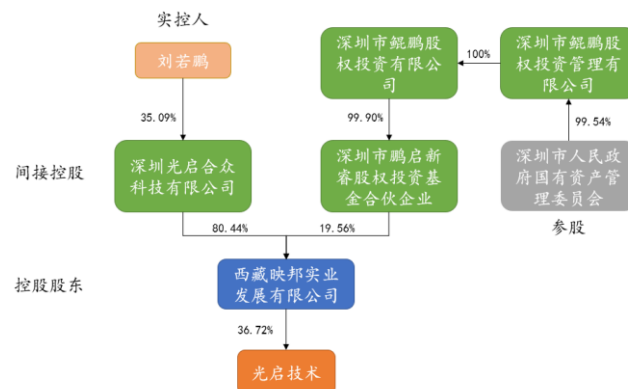 实控人
刘若鹏
深圳市鲲鹏股
权投资有限公
司
100%
深圳市鲲鹏股
权投资管理有
限公司
35.09%
99.90%
99.54%
间接控股
深圳光启合众
科技有限公司
深圳市鹏启新
睿股权投资基
金合伙企业
深圳市人民政
府国有资产管
理委员会
参股
80.44%
19.56%
控股股东
西藏映邦实业
发展有限公司
36.72%
光启技术